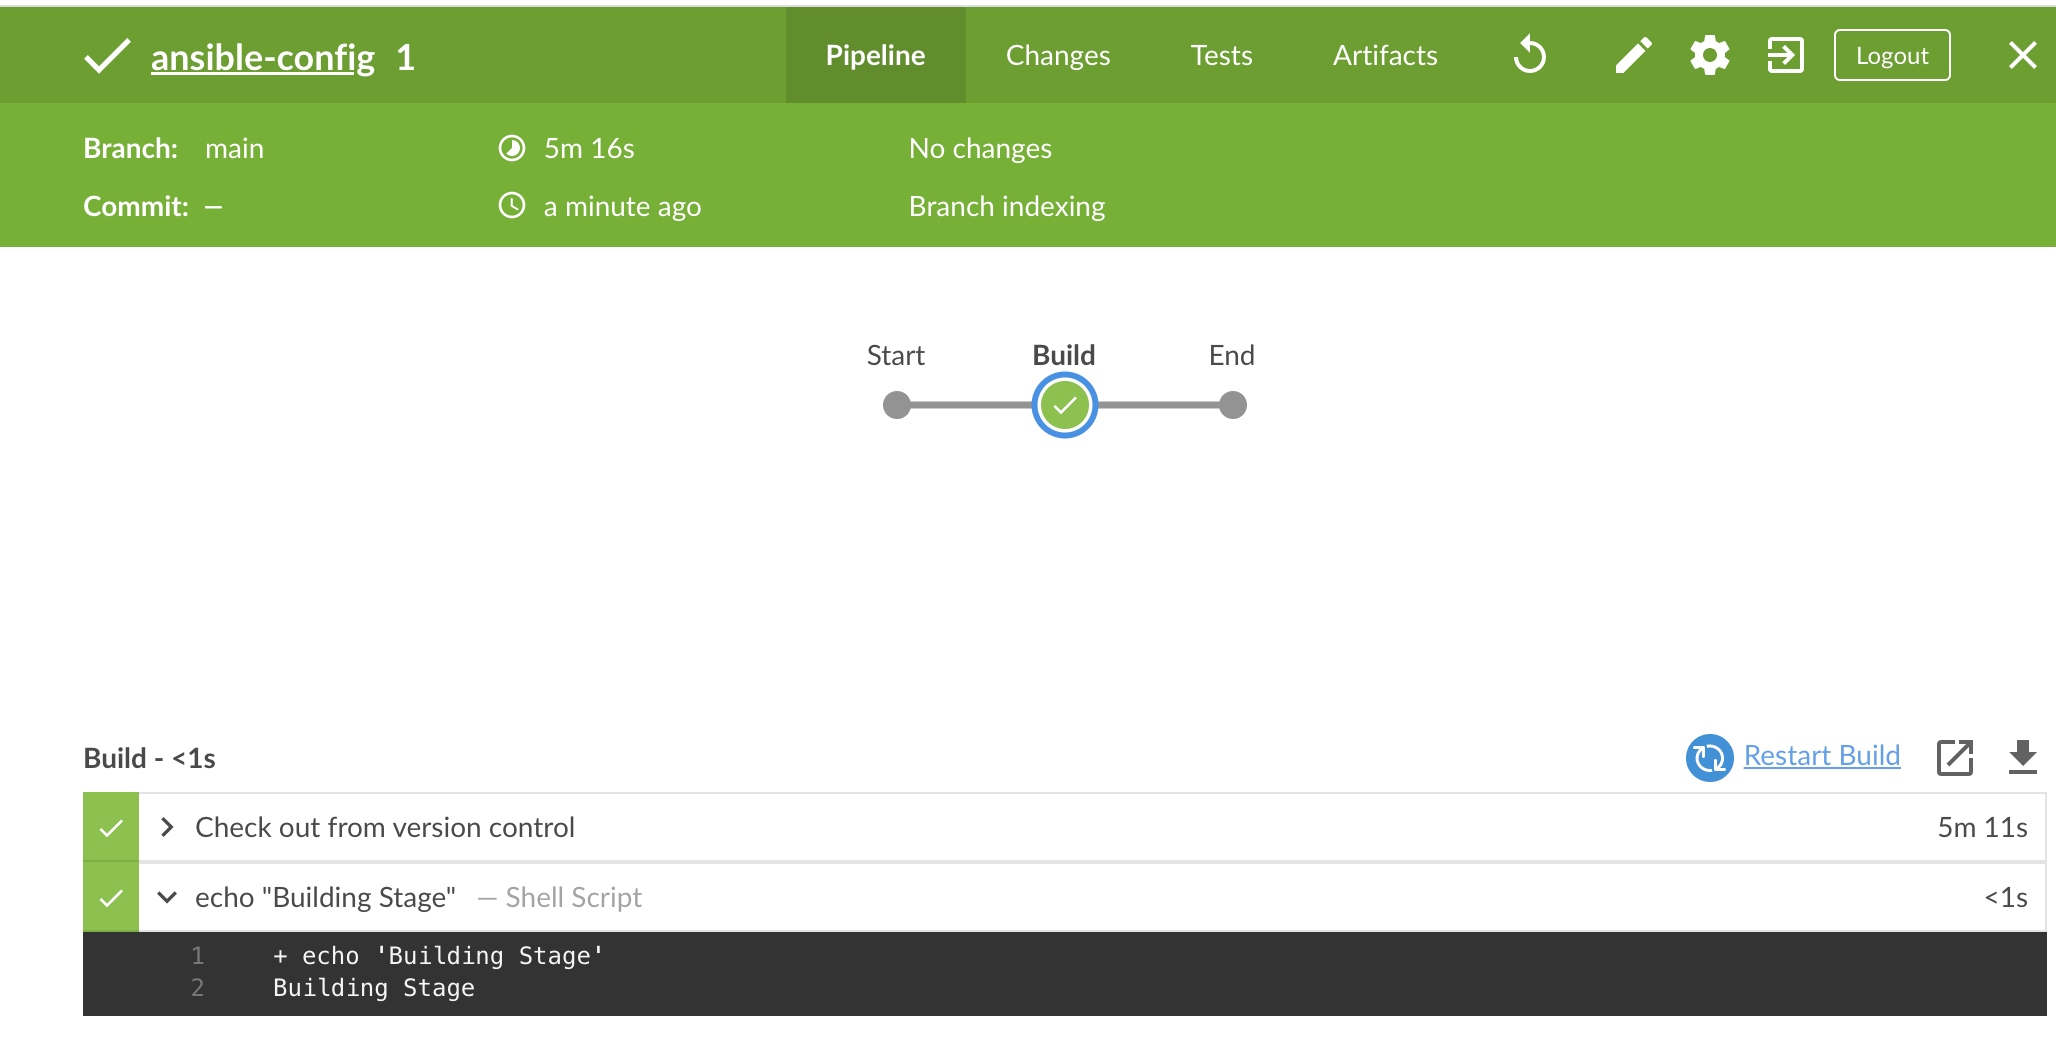 ansible-config 1
Pipeline Changes Tests Artifacts Logout
Branch: main 5m 16s No changes
Commit: – a minute ago Branch indexing
Start Build End
Build - <1s Restart Build
Check out from version control 5m 11s
echo "Building Stage" — Shell Script <1s
1 + echo 'Building Stage'
2 Building Stage